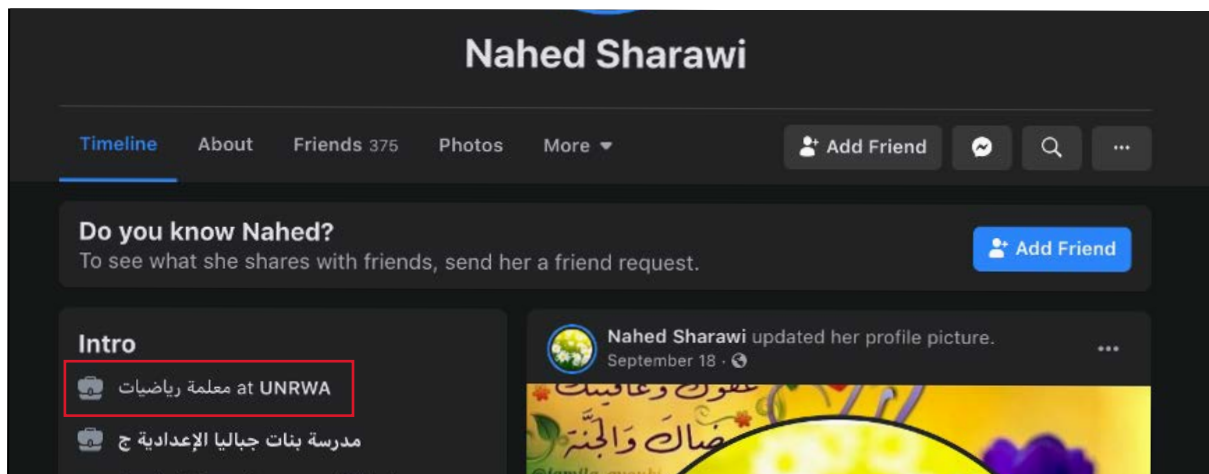 Nahed Sharawi
Timeline About Friends 375 Photos More
Add Friend
Do you know Nahed?
To see what she shares with friends, send her a friend request.
Add Friend
Intro
معلمة رياضيات at UNRWA
مدرسة بنات جباليا الإعدادية ج
Nahed Sharawi updated her profile picture.
September 18 ·
عفوك وعافيتك